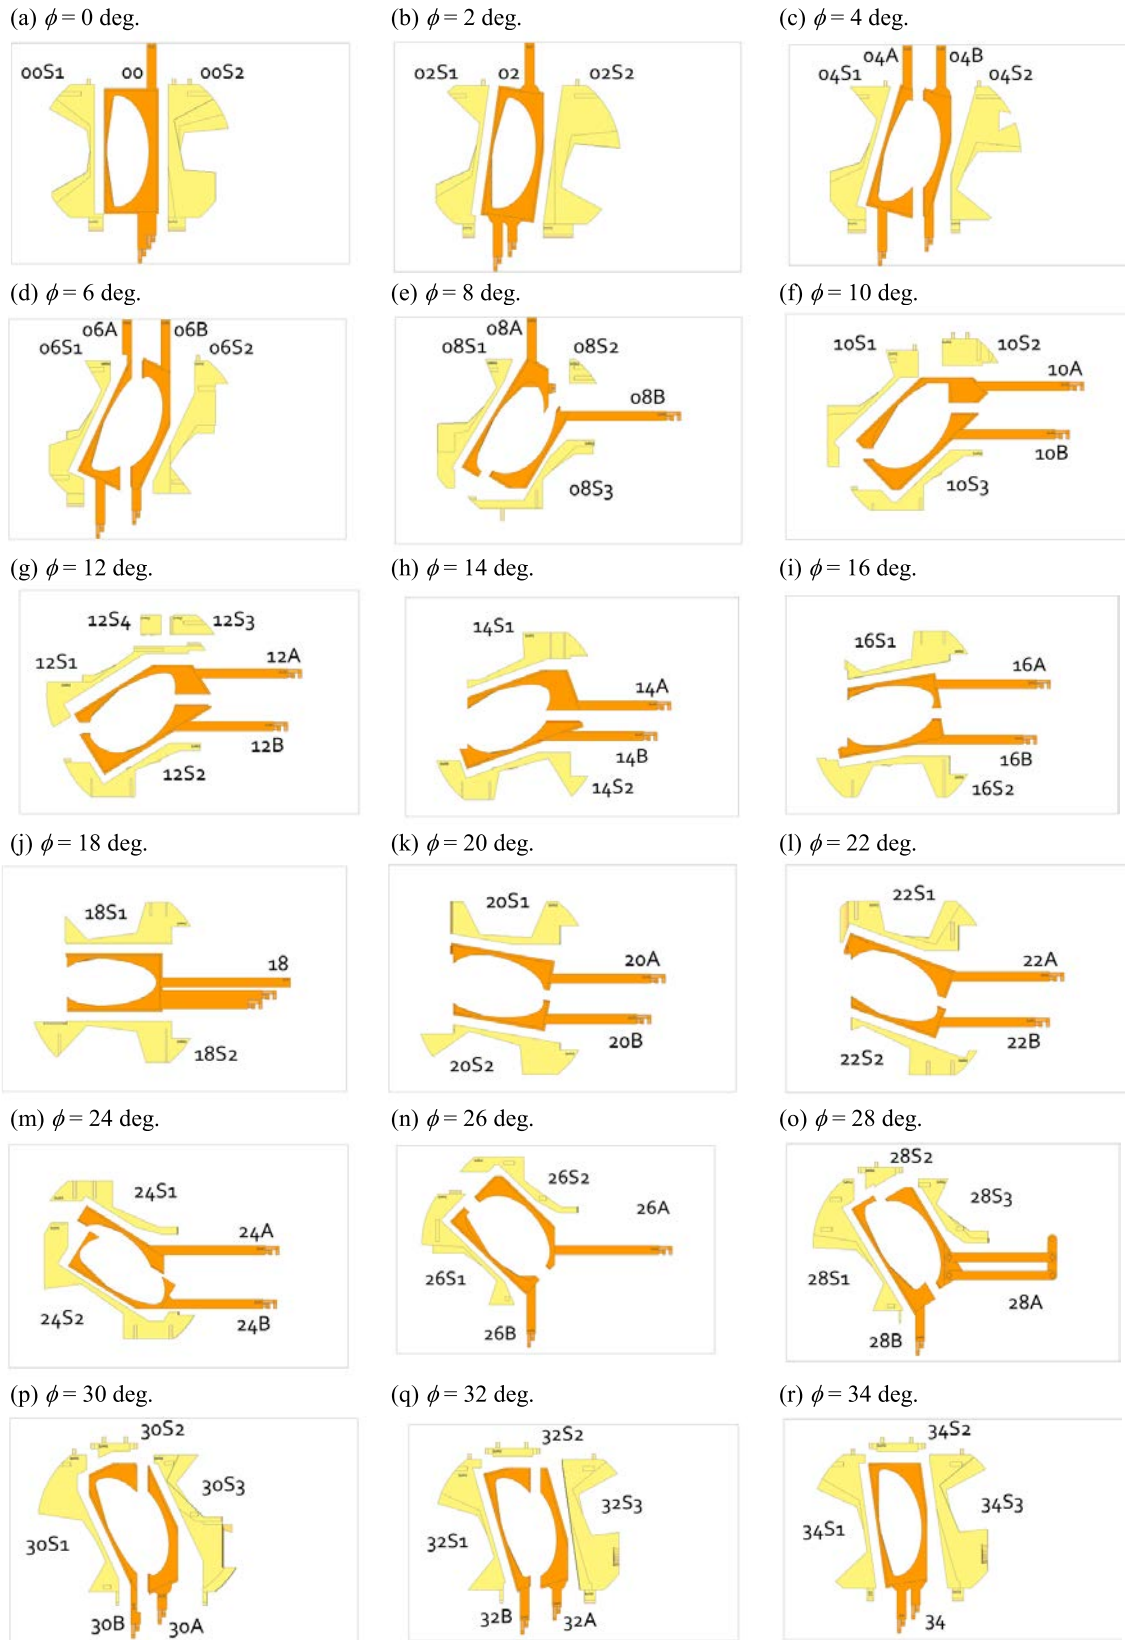 (a) ϕ = 0 deg.
(b) ϕ = 2 deg.
(c) ϕ = 4 deg.
00S1 00 00S2
02S1 02 02S2
04S1 04A 04B 04S2
(d) ϕ = 6 deg.
(e) ϕ = 8 deg.
(f) ϕ = 10 deg.
06S1 06A 06B 06S2
08S1 08A 08S2
08B
08S3
10S1 10S2
10A
10B
10S3
(g) ϕ = 12 deg.
(h) ϕ = 14 deg.
(i) ϕ = 16 deg.
12S4 12S3
12S1 12A
12B
12S2
14S1
14A
14B
14S2
16S1
16A
16B
16S2
(j) ϕ = 18 deg.
(k) ϕ = 20 deg.
(l) ϕ = 22 deg.
18S1
18
18S2
20S1
20A
20B
20S2
22S1
22A
22B
22S2
(m) ϕ = 24 deg.
(n) ϕ = 26 deg.
(o) ϕ = 28 deg.
24S1
24A
24S2 24B
26S2
26A
26S1
26B
28S2
28S3
28S1
28A
28B
(p) ϕ = 30 deg.
(q) ϕ = 32 deg.
(r) ϕ = 34 deg.
30S2
30S3
30S1
30B 30A
32S2
32S3
32S1
32B 32A
34S2
34S3
34S1
34